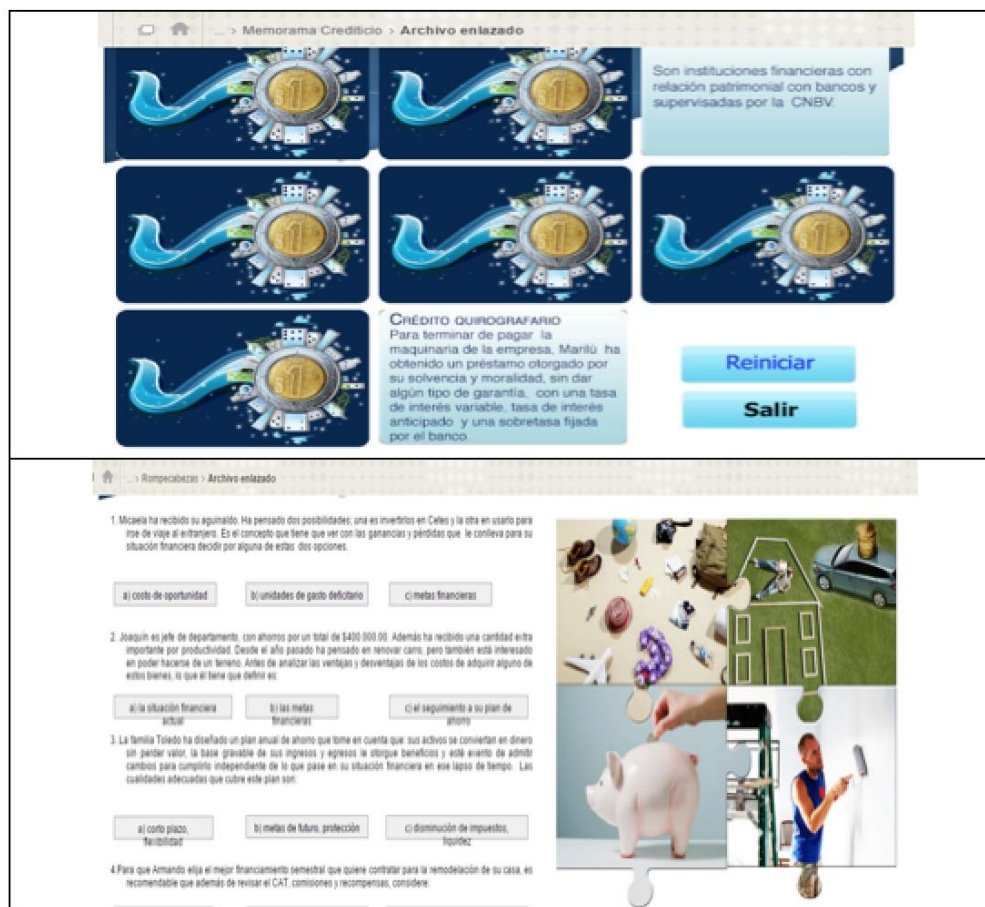 ... > Memorama Crediticio > Archivo enlazado
Son instituciones financieras con
relación patrimonial con bancos y
supervisadas por la CNBV.
CRÉDITO QUIROGRAFARIO
Para terminar de pagar la
maquinaria de la empresa, Marilú ha
obtenido un préstamo otorgado por
su solvencia y moralidad, sin dar
algún tipo de garantía, con una tasa
de interés variable, tasa de interés
anticipado y una sobretasa fijada
por el banco.
Reiniciar
Salir
... > Rompecabezas > Archivo enlazado
1. Micaela ha recibido su aguinaldo. Ha pensado dos posibilidades; una es invertirlos en Cetes y la otra en usarlo para
irse de viaje al extranjero. Es el concepto que tiene que ver con las ganancias y pérdidas que le conlleva para su
situación financiera decidir por alguna de estas dos opciones.
a) costo de oportunidad
b) unidades de gasto deficitario
c) metas financieras
2. Joaquín es jefe de departamento, con ahorros por un total de $400.000.00. Además ha recibido una cantidad extra
importante por productividad. Desde el año pasado ha pensado en renovar carro, pero también está interesado
en poder hacerse de un terreno. Antes de analizar las ventajas y desventajas de los costos de adquirir alguno de
estos bienes, lo que él tiene que definir es:
a) la situación financiera
actual
b) las metas
financieras
c) el seguimiento a su plan de
ahorro
3. La familia Toledo ha diseñado un plan anual de ahorro que tome en cuenta que: sus activos se conviertan en dinero
sin perder valor, la base gravable de sus ingresos y egresos le otorgue beneficios y esté exento de admitir
cambios para cumplirlo independiente de lo que pase en su situación financiera en ese lapso de tiempo. Las
cualidades adecuadas que cubre este plan son:
a) corto plazo,
flexibilidad
b) metas de futuro, protección
c) disminución de impuestos,
liquidez
4.Para que Armando elija el mejor financiamiento semestral que quiere contratar para la remodelación de su casa, es
recomendable que además de revisar el CAT, comisiones y recompensas, considere: